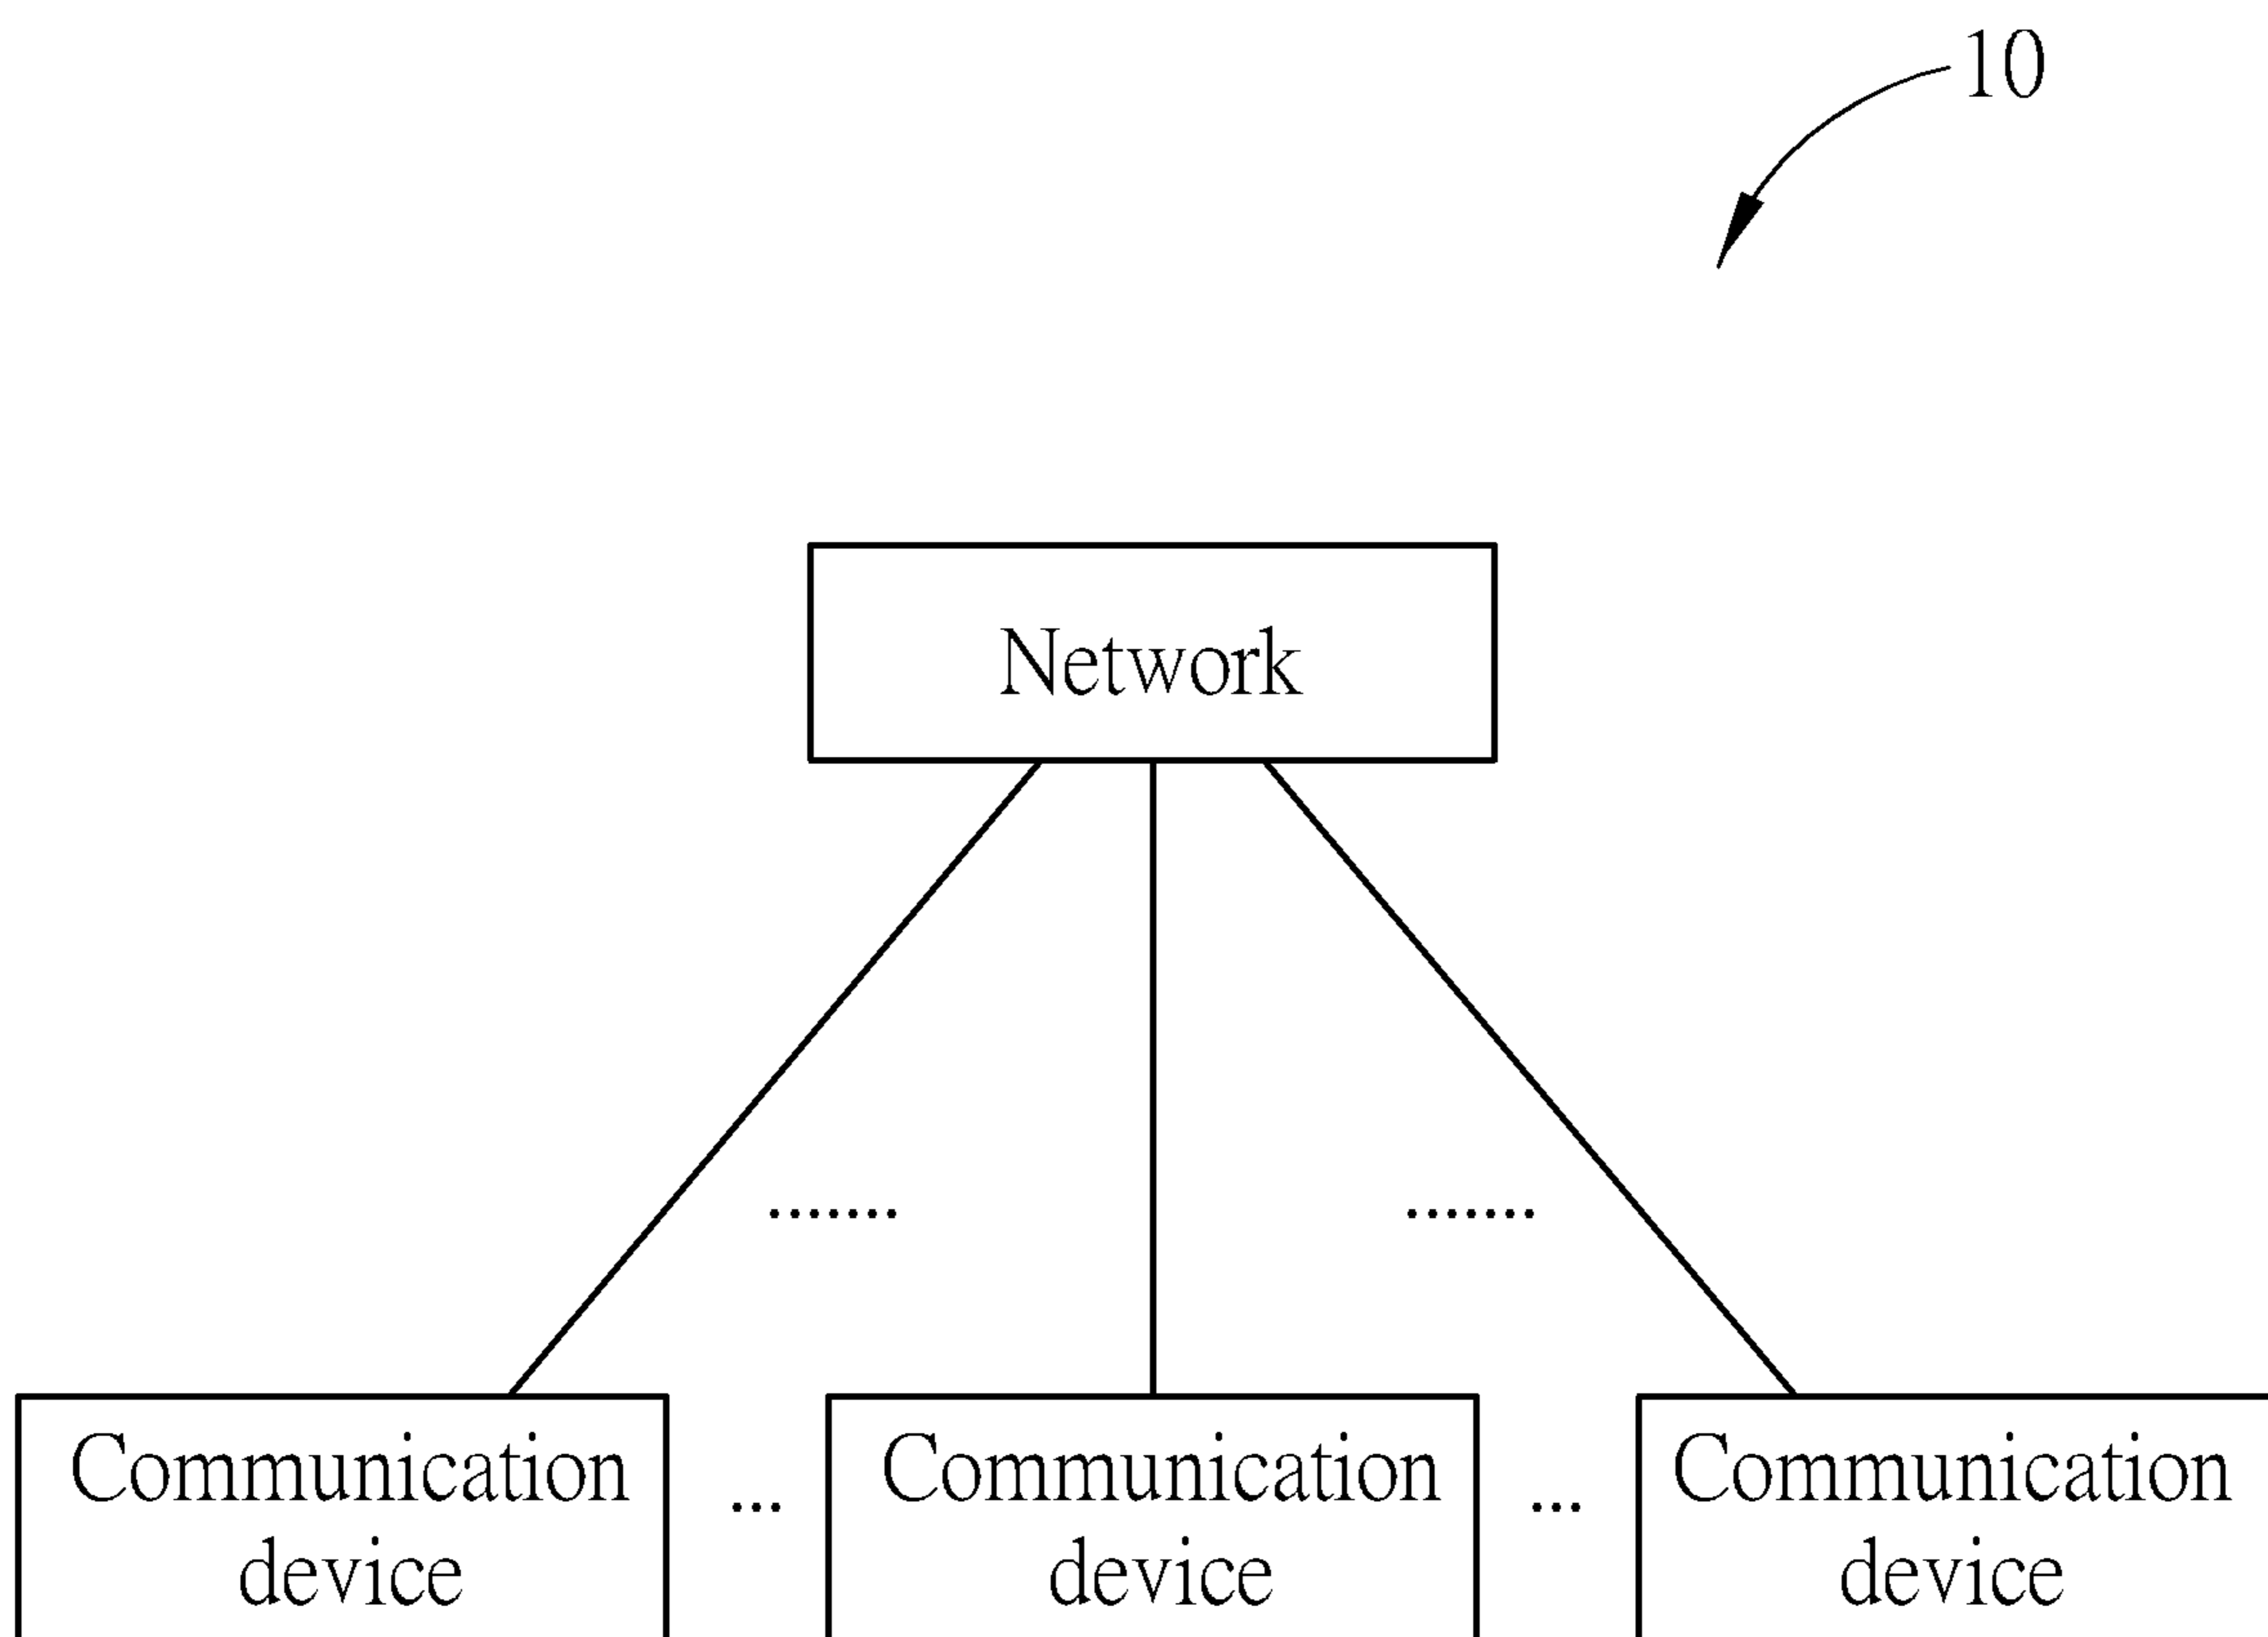 10
Network
....... .......
Communication ... Communication ... Communication
device device device